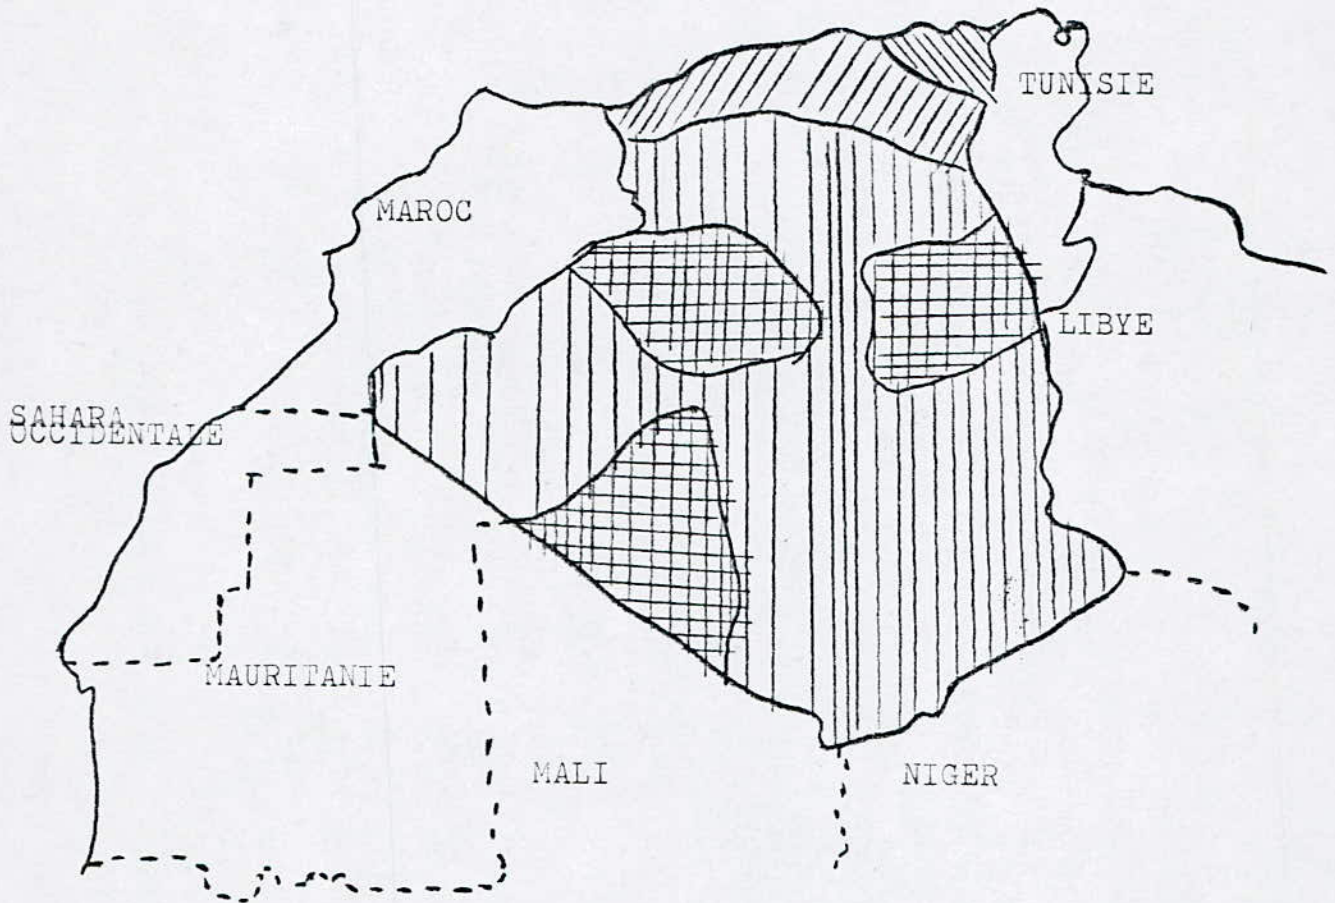 TUNISIE
MAROC
LIBYE
SAHARA
OCCIDENTALE
MAURITANIE
MALI
NIGER